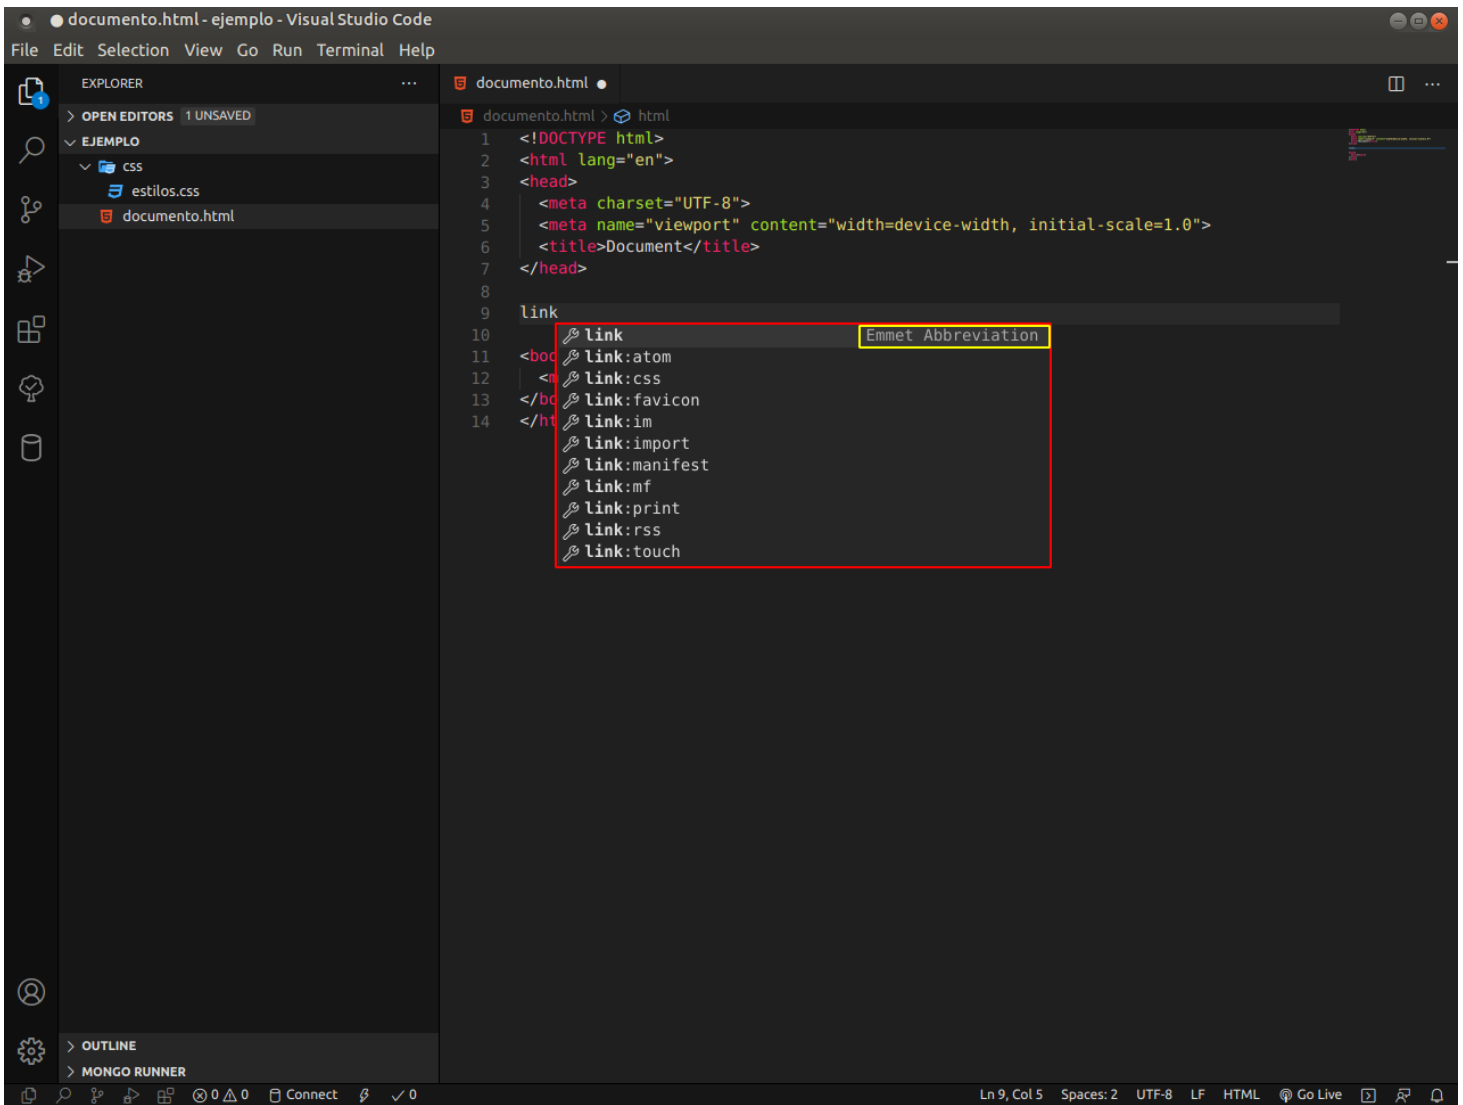 documento.html - ejemplo - Visual Studio Code
File Edit Selection View Go Run Terminal Help
EXPLORER
OPEN EDITORS 1 UNSAVED
EJEMPLO
css
estilos.css
documento.html
documento.html
documento.html > html
1 <!DOCTYPE html>
2 <html lang="en">
3 <head>
4 <meta charset="UTF-8">
5 <meta name="viewport" content="width=device-width, initial-scale=1.0">
6 <title>Document</title>
7 </head>
8
9 link
10
11 <bod
12 <m
13 </bo
14 </ht
link Emmet Abbreviation
link:atom
link:css
link:favicon
link:im
link:import
link:manifest
link:mf
link:print
link:rss
link:touch
1
OUTLINE
MONGO RUNNER
0 0 Connect 0 Ln 9, Col 5 Spaces: 2 UTF-8 LF HTML Go Live